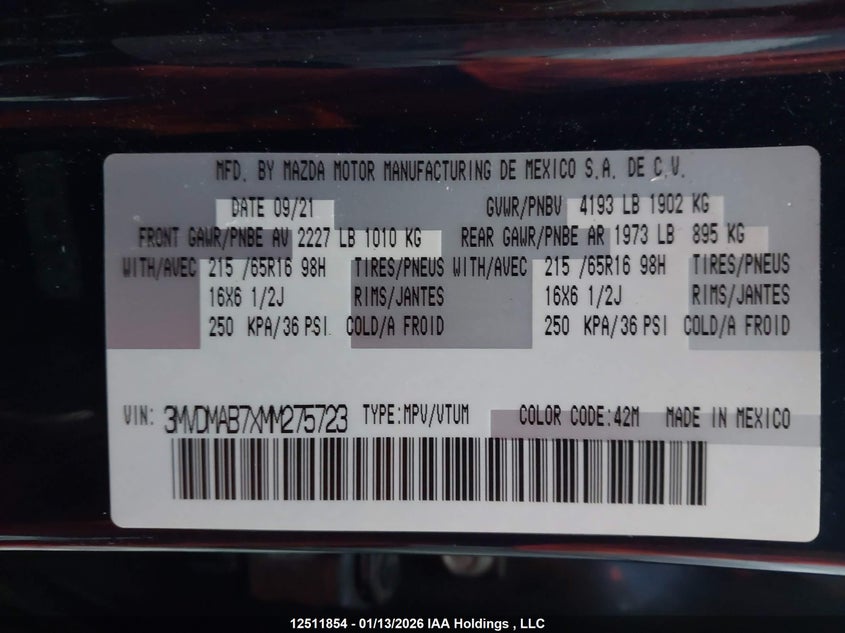 MFD. BY MAZDA MOTOR MANUFACTURING DE MEXICO S.A. DE C.V.
DATE 09/21 GVWR/PNBV 4193 LB 1902 KG
FRONT GAWR/PNBE AV 2227 LB 1010 KG REAR GAWR/PNBE AR 1973 LB 895 KG
WITH/AVEC 215 /65R16 98H TIRES/PNEUS WITH/AVEC 215 /65R16 98H TIRES/PNEUS
16X6 1/2J RIMS/JANTES 16X6 1/2J RIMS/JANTES
250 KPA/36 PSI COLD/A FROID 250 KPA/36 PSI COLD/A FROID
VIN: 3MVDMAB7XMM275723 TYPE:MPV/VTUM COLOR CODE:42M MADE IN MEXICO
12511854 - 01/13/2026 IAA Holdings , LLC